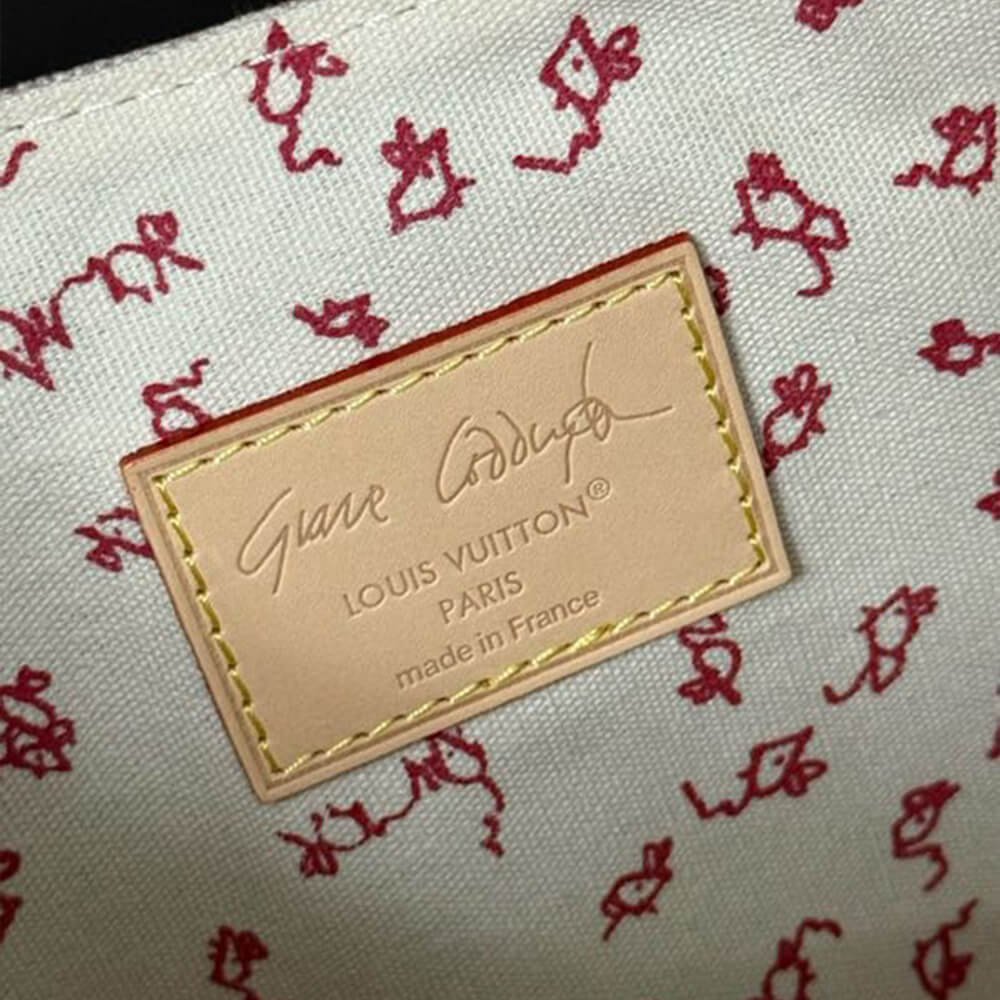 Grace Coddington
LOUIS VUITTON®
PARIS
made in France